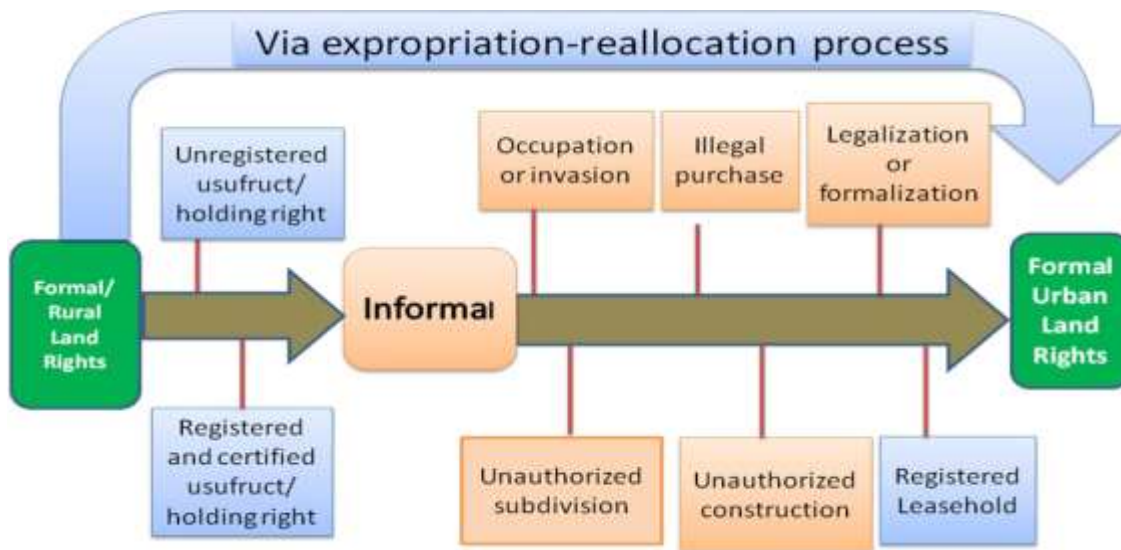 Via expropriation-reallocation process
Unregistered
usufruct/
holding right
Occupation
or invasion
Illegal
purchase
Legalization
or
formalization
Formal/
Rural
Land
Rights
Informal
Formal
Urban
Land
Rights
Registered
and certified
usufruct/
holding right
Unauthorized
subdivision
Unauthorized
construction
Registered
Leasehold